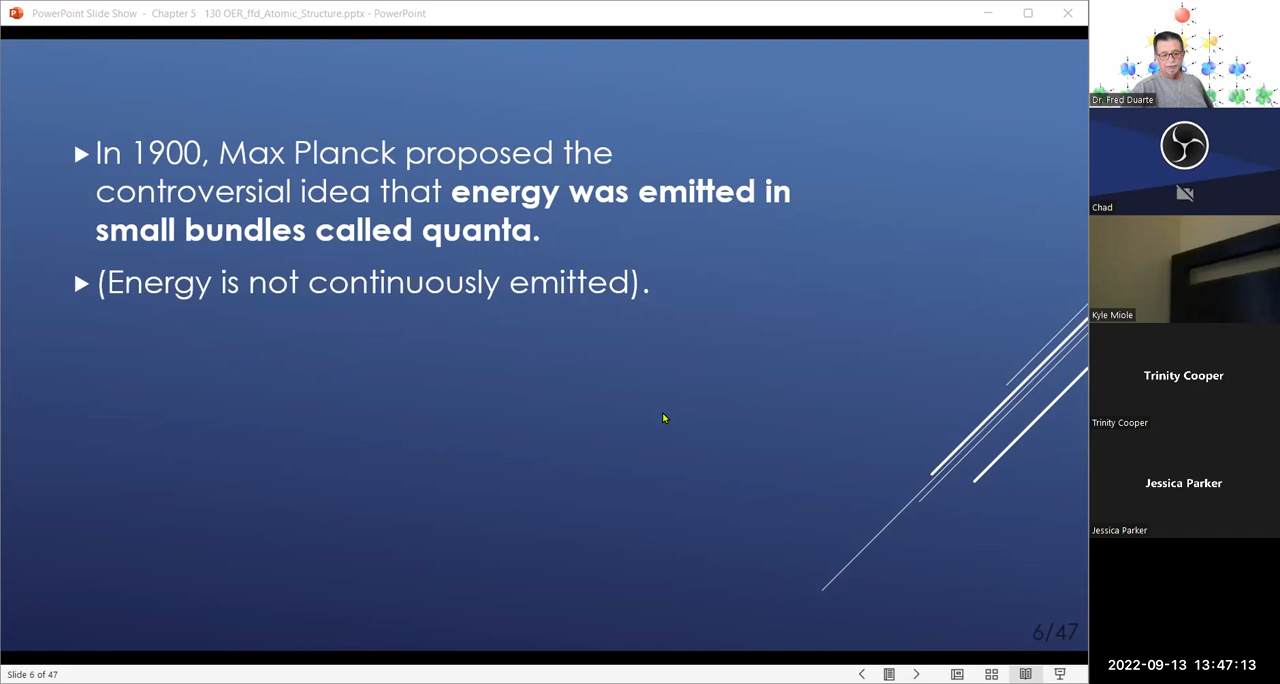 PowerPoint Slide Show - Chapter 5 130 OER_ffd_Atomic_Structure.pptx - PowerPoint
In 1900, Max Planck proposed the
controversial idea that energy was emitted in
small bundles called quanta.
(Energy is not continuously emitted).
6/47
Slide 6 of 47
Dr. Fred Duarte
Chad
Kyle Miole
Trinity Cooper
Trinity Cooper
Jessica Parker
Jessica Parker
2022-09-13 13:47:13